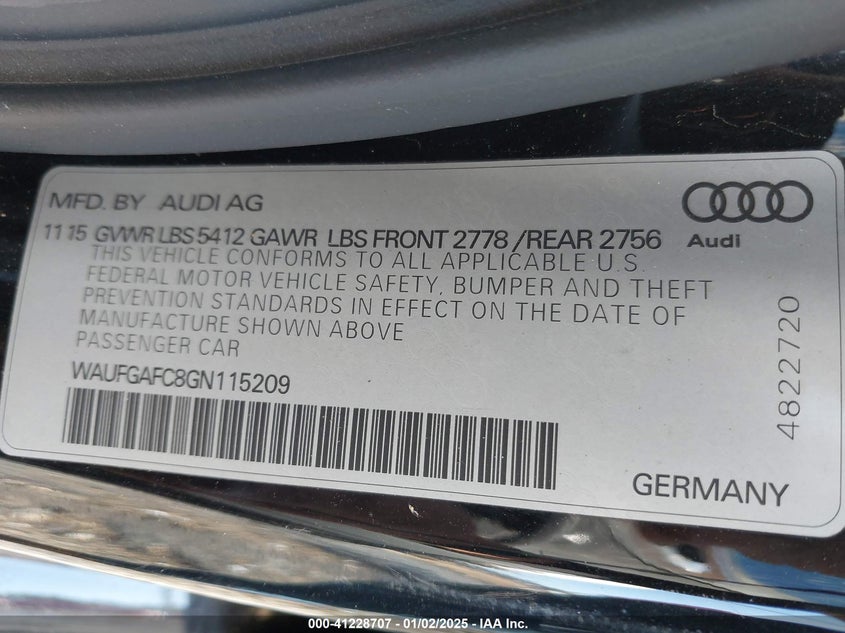 MFD. BY AUDI AG
11 15 GVWR LBS 5412 GAWR LBS FRONT 2778 / REAR 2756
Audi
THIS VEHICLE CONFORMS TO ALL APPLICABLE U.S.
FEDERAL MOTOR VEHICLE SAFETY, BUMPER AND THEFT
PREVENTION STANDARDS IN EFFECT ON THE DATE OF
MANUFACTURE SHOWN ABOVE
PASSENGER CAR
WAUFGAFC8GN115209
4822720
GERMANY
000-41228707 - 01/02/2025 - IAA Inc.